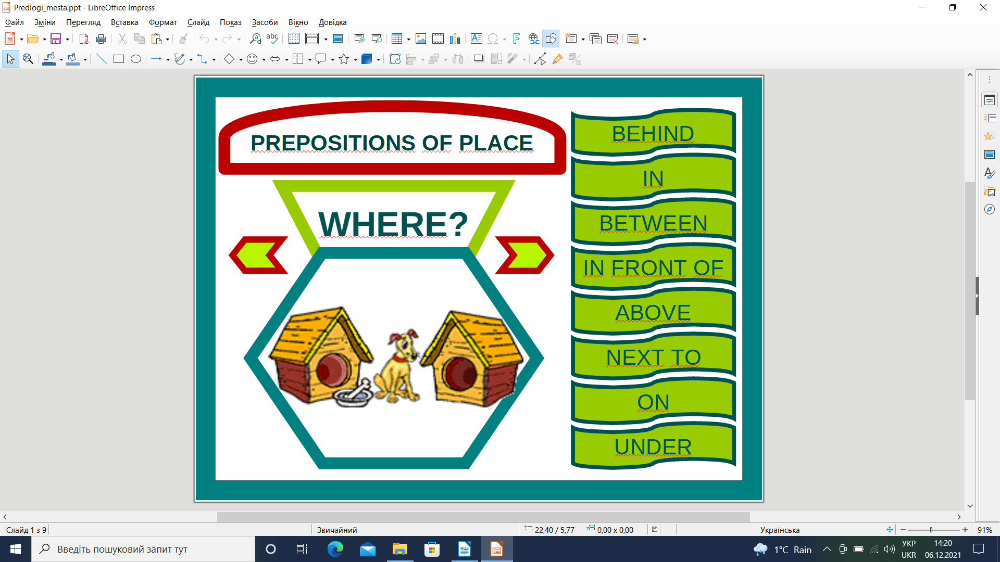 Predlogi_mesta.ppt - LibreOffice Impress
Файл Зміни Перегляд Вставка Формат Слайд Показ Засоби Вікно Довідка
PREPOSITIONS OF PLACE
WHERE?
BEHIND
IN
BETWEEN
IN FRONT OF
ABOVE
NEXT TO
ON
UNDER
Слайд 1 з 9
Звичайний
22,40 / 5,77
0,00 x 0,00
Українська
91%
Введіть пошуковий запит тут
1°C Rain
УКР
UKR
14:20
06.12.2021